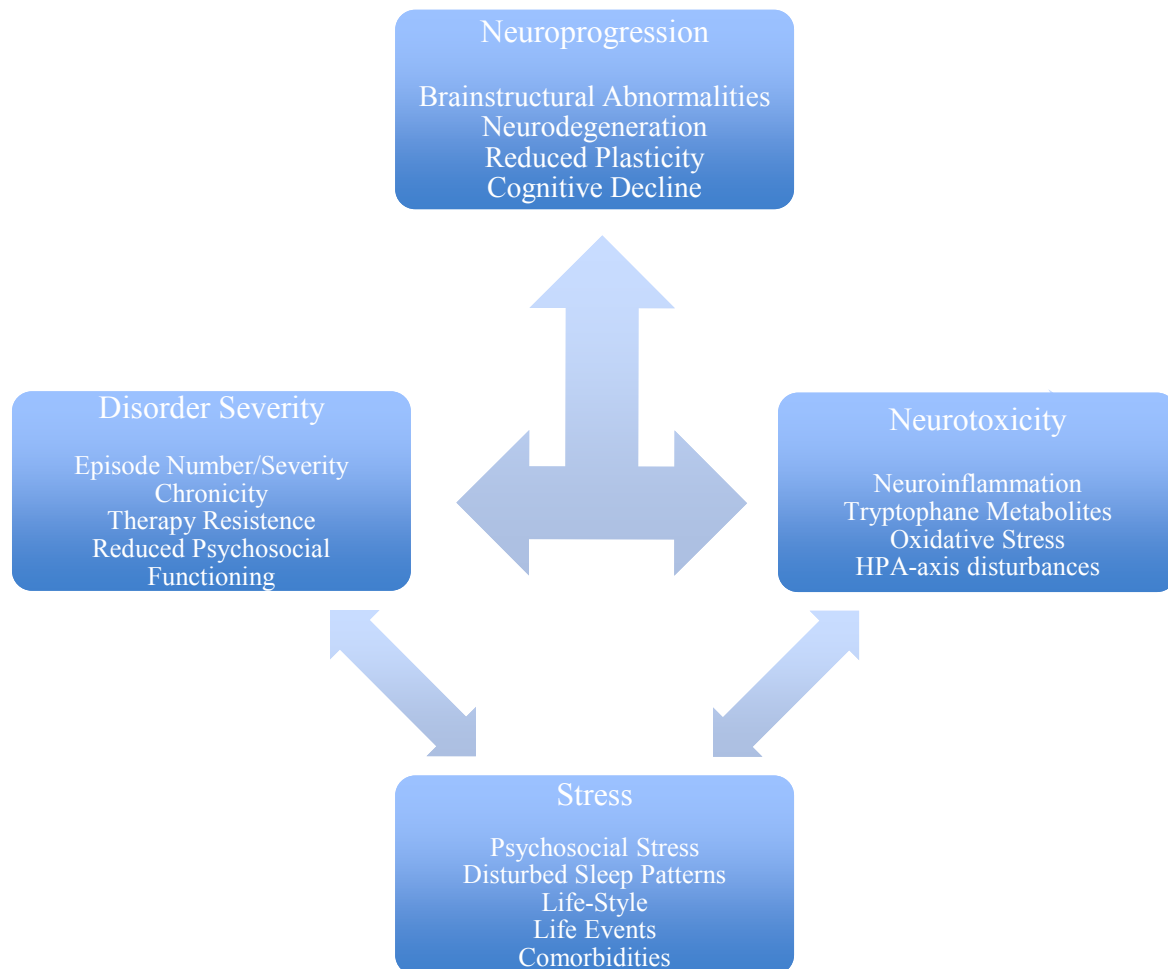 Neuroprogression
Brainstructural Abnormalities
Neurodegeneration
Reduced Plasticity
Cognitive Decline
Disorder Severity
Episode Number/Severity
Chronicity
Therapy Resistence
Reduced Psychosocial
Functioning
Neurotoxicity
Neuroinflammation
Tryptophane Metabolites
Oxidative Stress
HPA-axis disturbances
Stress
Psychosocial Stress
Disturbed Sleep Patterns
Life-Style
Life Events
Comorbidities